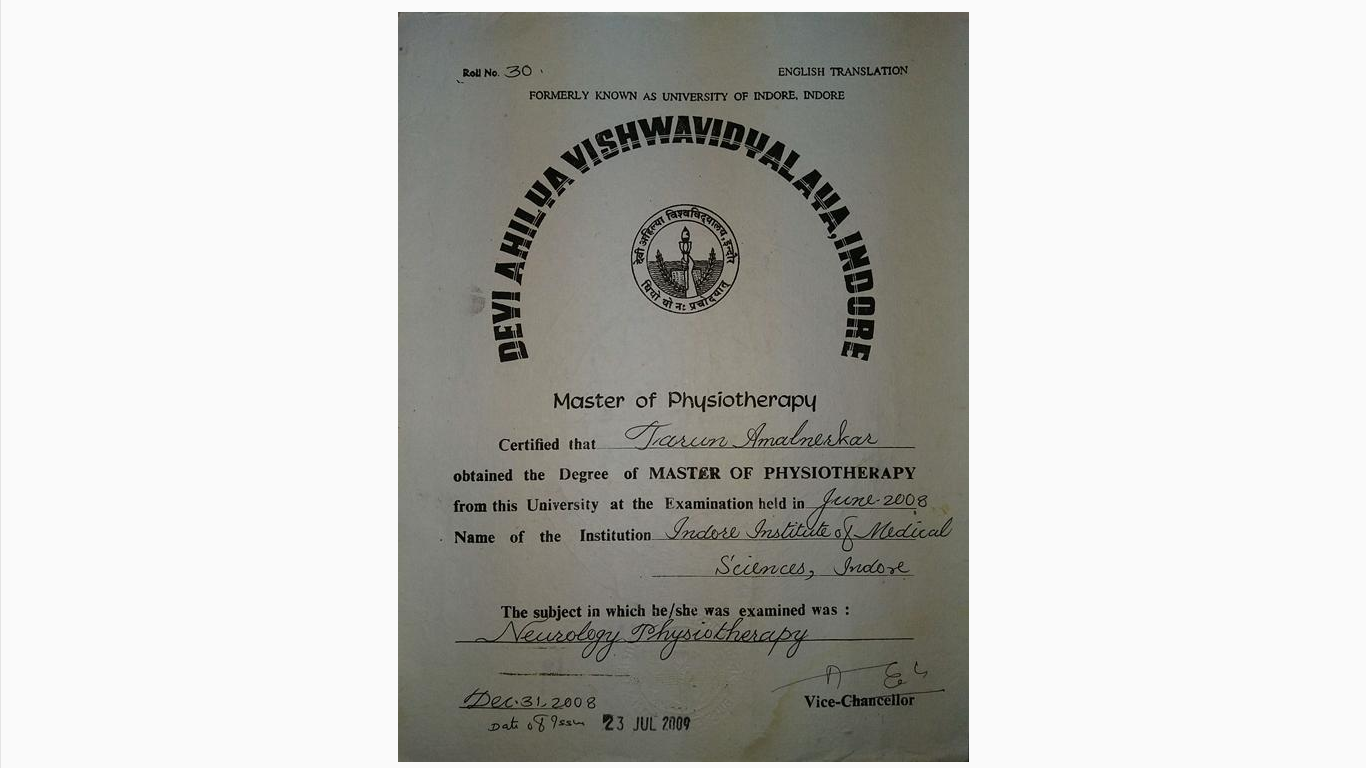 Roll No. 30
ENGLISH TRANSLATION
FORMERLY KNOWN AS UNIVERSITY OF INDORE, INDORE
DEVI AHILYA VISHWAVIDYALAYA, INDORE
देवी अहिल्या विश्वविद्यालय, इन्दौर
धियो यो नः प्रचोदयात्
Master of Physiotherapy
Certified that Tarun Amalnerkar
obtained the Degree of MASTER OF PHYSIOTHERAPY
from this University at the Examination held in June-2008
Name of the Institution Indore Institute of Medical
Sciences, Indore
The subject in which he/she was examined was :
Neurology Physiotherapy
Dec.31,2008
Vice-Chancellor
Date of Issue 23 JUL 2009